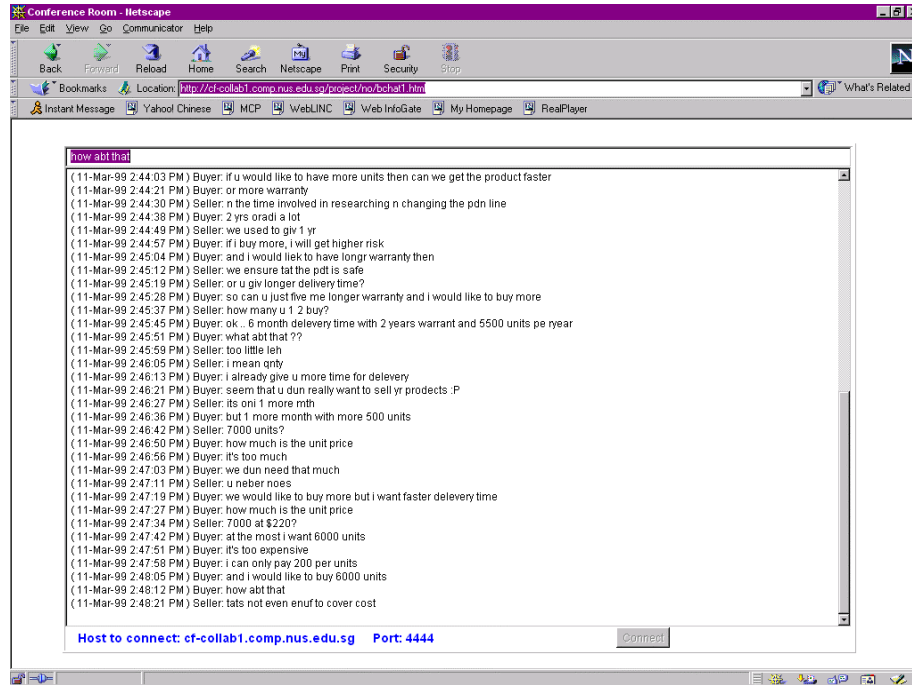 Conference Room - Netscape
File Edit View Go Communicator Help
Back Forward Reload Home Search Netscape Print Security Stop
Bookmarks Location: http://cf-collab1.comp.nus.edu.sg/project/no/bchat1.htm What's Related
Instant Message Yahoo! Chinese MCP WebLINC Web InfoGate My Homepage RealPlayer
how abt that
( 11-Mar-99 2:44:03 PM ) Buyer: if u would like to have more units then can we get the product faster
( 11-Mar-99 2:44:21 PM ) Buyer: or more warranty
( 11-Mar-99 2:44:30 PM ) Seller: n the time involved in researching n changing the pdn line
( 11-Mar-99 2:44:38 PM ) Buyer: 2 yrs oradi a lot
( 11-Mar-99 2:44:49 PM ) Seller: we used to giv 1 yr
( 11-Mar-99 2:44:57 PM ) Buyer: if i buy more, i will get higher risk
( 11-Mar-99 2:45:04 PM ) Buyer: and i would liek to have longr warranty then
( 11-Mar-99 2:45:12 PM ) Seller: we ensure tat the pdt is safe
( 11-Mar-99 2:45:19 PM ) Seller: or u giv longer delivery time?
( 11-Mar-99 2:45:28 PM ) Buyer: so can u just five me longer warranty and i would like to buy more
( 11-Mar-99 2:45:37 PM ) Seller: how many u 1 2 buy?
( 11-Mar-99 2:45:45 PM ) Buyer: ok .. 6 month delevery time with 2 years warrant and 5500 units pe ryear
( 11-Mar-99 2:45:51 PM ) Buyer: what abt that ??
( 11-Mar-99 2:45:59 PM ) Seller: too little leh
( 11-Mar-99 2:46:05 PM ) Seller: i mean qnty
( 11-Mar-99 2:46:13 PM ) Buyer: i already give u more time for delevery
( 11-Mar-99 2:46:21 PM ) Buyer: seem that u dun really want to sell yr prodects :P
( 11-Mar-99 2:46:27 PM ) Seller: its oni 1 more mth
( 11-Mar-99 2:46:36 PM ) Buyer: but 1 more month with more 500 units
( 11-Mar-99 2:46:42 PM ) Seller: 7000 units?
( 11-Mar-99 2:46:50 PM ) Buyer: how much is the unit price
( 11-Mar-99 2:46:56 PM ) Buyer: it's too much
( 11-Mar-99 2:47:03 PM ) Buyer: we dun need that much
( 11-Mar-99 2:47:11 PM ) Seller: u neber noes
( 11-Mar-99 2:47:19 PM ) Buyer: we would like to buy more but i want faster delevery time
( 11-Mar-99 2:47:27 PM ) Buyer: how much is the unit price
( 11-Mar-99 2:47:34 PM ) Seller: 7000 at $220?
( 11-Mar-99 2:47:42 PM ) Buyer: at the most i want 6000 units
( 11-Mar-99 2:47:51 PM ) Buyer: it's too expensive
( 11-Mar-99 2:47:58 PM ) Buyer: i can only pay 200 per units
( 11-Mar-99 2:48:05 PM ) Buyer: and i would like to buy 6000 units
( 11-Mar-99 2:48:12 PM ) Buyer: how abt that
( 11-Mar-99 2:48:21 PM ) Seller: tats not even enuf to cover cost
Host to connect: cf-collab1.comp.nus.edu.sg Port: 4444 Connect